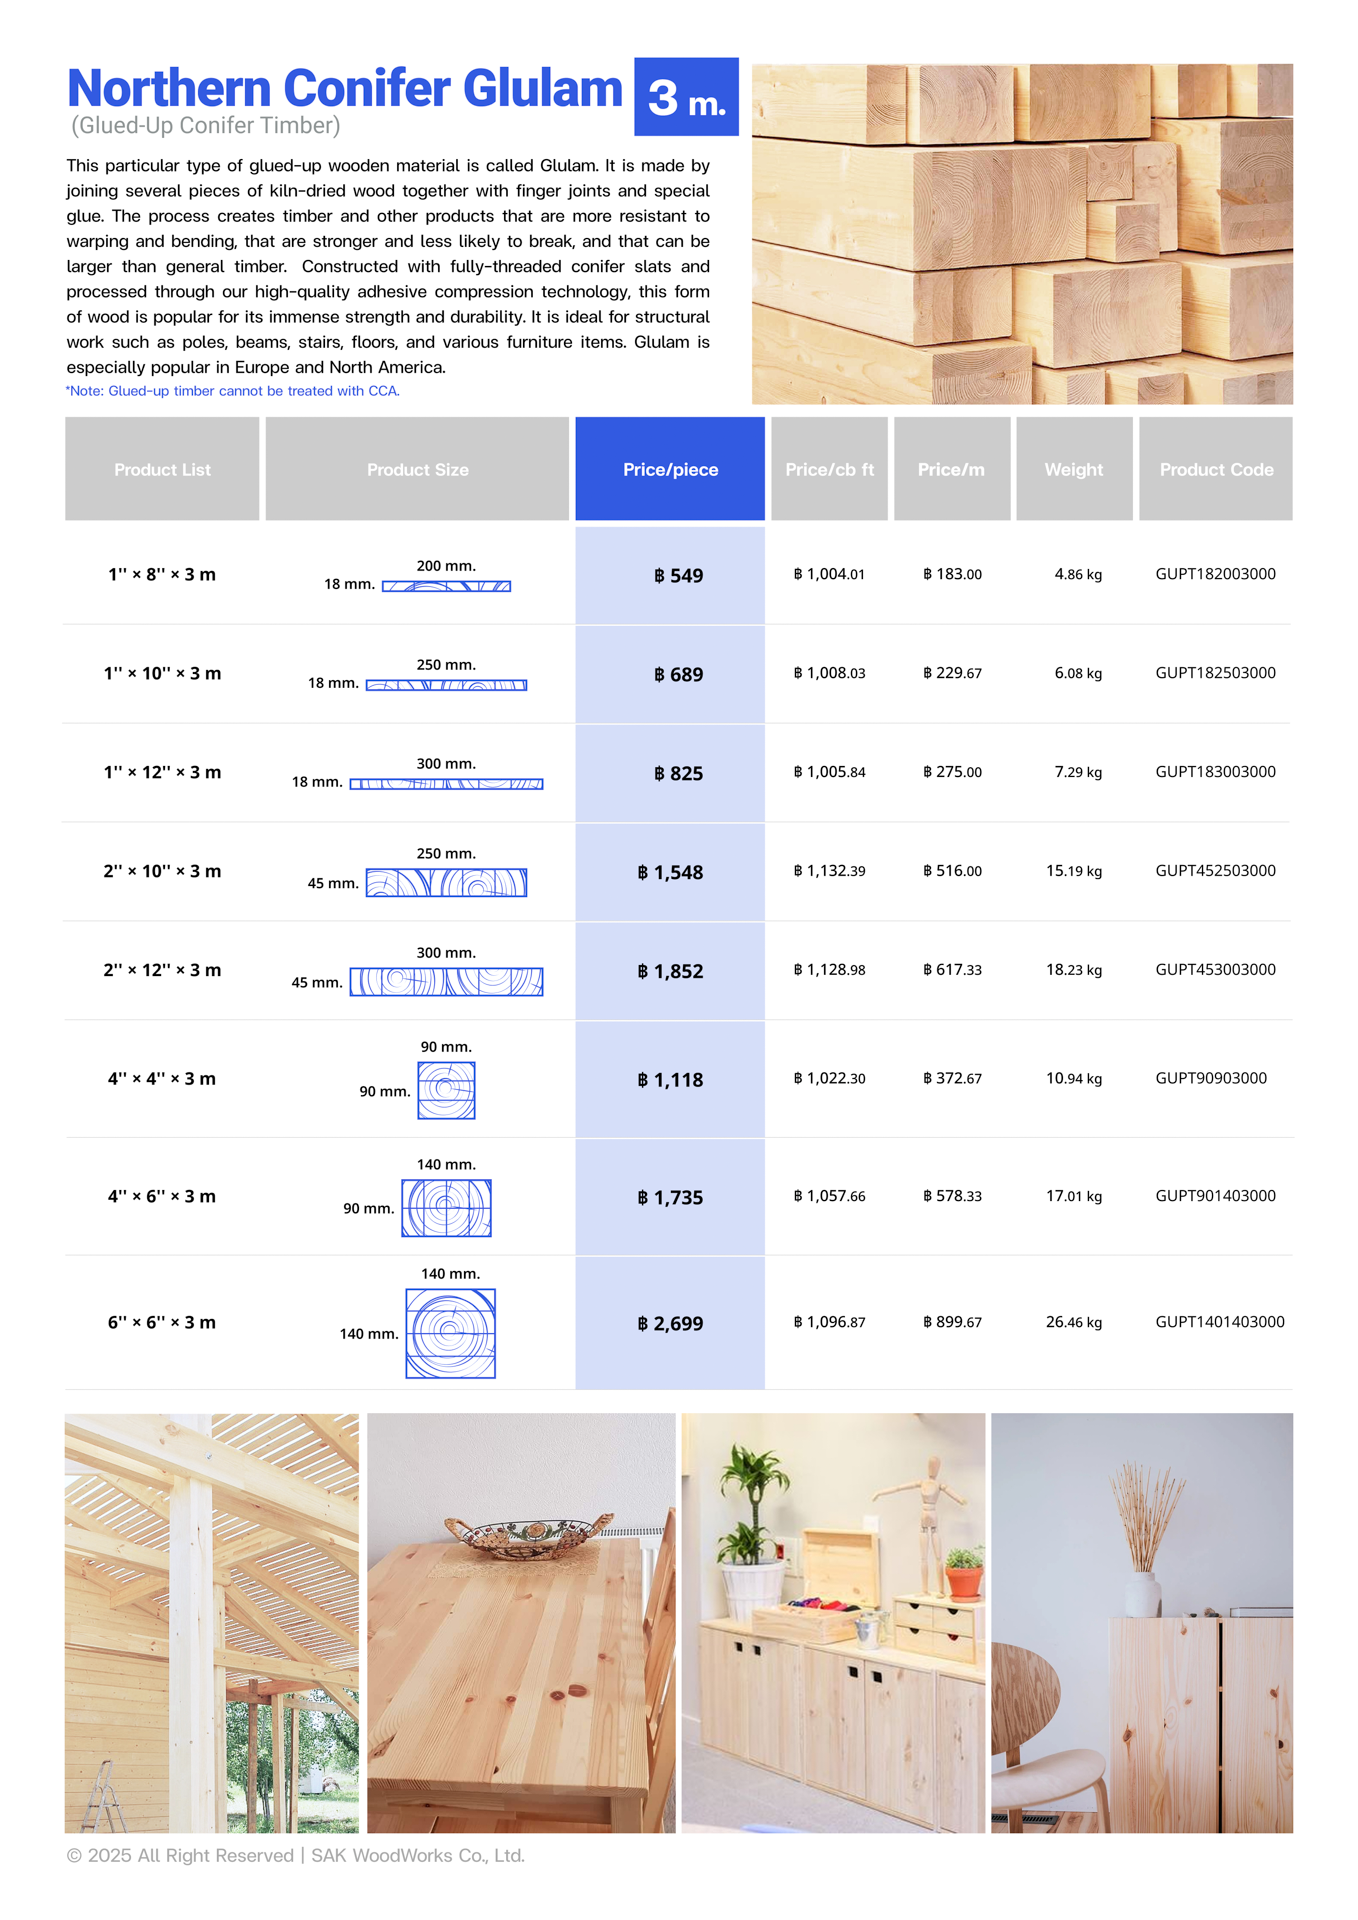 Northern Conifer Glulam
3 m.
(Glued-Up Conifer Timber)
This particular type of glued-up wooden material is called Glulam. It is made by
joining several pieces of kiln-dried wood together with finger joints and special
glue. The process creates timber and other products that are more resistant to
warping and bending, that are stronger and less likely to break, and that can be
larger than general timber. Constructed with fully-threaded conifer slats and
processed through our high-quality adhesive compression technology, this form
of wood is popular for its immense strength and durability. It is ideal for structural
work such as poles, beams, stairs, floors, and various furniture items. Glulam is
especially popular in Europe and North America.
*Note: Glued-up timber cannot be treated with CCA.
Product List Product Size Price/piece Price/cb ft Price/m Weight Product Code
200 mm.
1'' × 8'' × 3 m 18 mm. ฿ 549 ฿ 1,004.01 ฿ 183.00 4.86 kg GUPT182003000
250 mm.
1'' × 10'' × 3 m 18 mm. ฿ 689 ฿ 1,008.03 ฿ 229.67 6.08 kg GUPT182503000
300 mm.
1'' × 12'' × 3 m 18 mm. ฿ 825 ฿ 1,005.84 ฿ 275.00 7.29 kg GUPT183003000
250 mm.
2'' × 10'' × 3 m 45 mm. ฿ 1,548 ฿ 1,132.39 ฿ 516.00 15.19 kg GUPT452503000
300 mm.
2'' × 12'' × 3 m 45 mm. ฿ 1,852 ฿ 1,128.98 ฿ 617.33 18.23 kg GUPT453003000
90 mm.
4'' × 4'' × 3 m 90 mm. ฿ 1,118 ฿ 1,022.30 ฿ 372.67 10.94 kg GUPT90903000
140 mm.
4'' × 6'' × 3 m 90 mm. ฿ 1,735 ฿ 1,057.66 ฿ 578.33 17.01 kg GUPT901403000
140 mm.
6'' × 6'' × 3 m 140 mm. ฿ 2,699 ฿ 1,096.87 ฿ 899.67 26.46 kg GUPT1401403000
© 2025 All Right Reserved | SAK WoodWorks Co., Ltd.